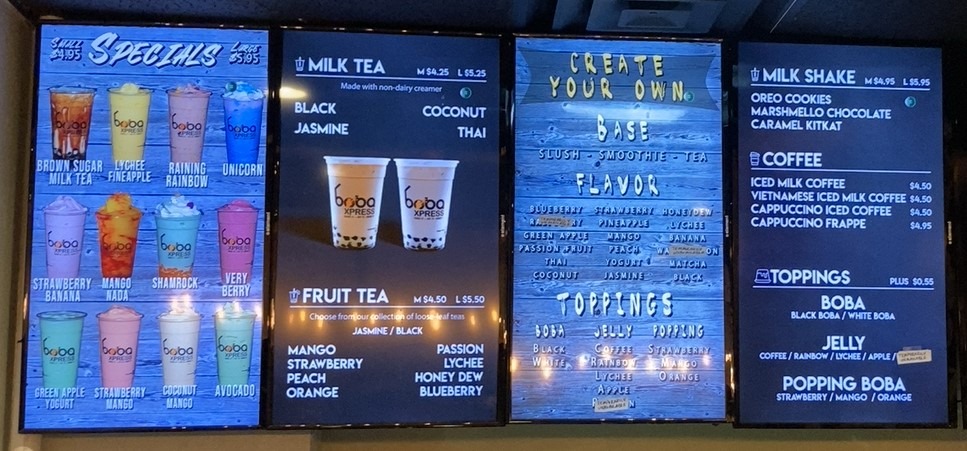 SMALL $4.95 SPECIALS LARGE $5.95
BROWN SUGAR MILK TEA
LYCHEE PINEAPPLE
RAINING RAINBOW
UNICORN
STRAWBERRY BANANA
MANGO NADA
SHAMROCK
VERY BERRY
GREEN APPLE YOGURT
STRAWBERRY MANGO
COCONUT MANGO
AVOCADO
MILK TEA M $4.25 L $5.25
Made with non-dairy creamer
BLACK COCONUT
JASMINE THAI
boba XPRESS
boba XPRESS
FRUIT TEA M $4.50 L $5.50
Choose from our collection of loose-leaf teas
JASMINE / BLACK
MANGO PASSION
STRAWBERRY LYCHEE
PEACH HONEY DEW
ORANGE BLUEBERRY
CREATE
YOUR OWN
BASE
SLUSH - SMOOTHIE - TEA
FLAVOR
BLUEBERRY STRAWBERRY HONEYDEW
PINEAPPLE LYCHEE
GREEN APPLE MANGO BANANA
PASSION FRUIT PEACH
THAI YOGURT MATCHA
COCONUT JASMINE BLACK
TOPPINGS
BOBA JELLY POPPING
BLACK COFFEE STRAWBERRY
WHITE RAINBOW MANGO
LYCHEE ORANGE
APPLE
MILK SHAKE M $4.95 L $5.95
OREO COOKIES
MARSHMELLO CHOCOLATE
CARAMEL KITKAT
COFFEE
ICED MILK COFFEE $4.50
VIETNAMESE ICED MILK COFFEE $4.50
CAPPUCCINO ICED COFFEE $4.50
CAPPUCCINO FRAPPE $4.95
TOPPINGS PLUS $0.55
BOBA
BLACK BOBA / WHITE BOBA
JELLY
COFFEE / RAINBOW / LYCHEE / APPLE /
POPPING BOBA
STRAWBERRY / MANGO / ORANGE